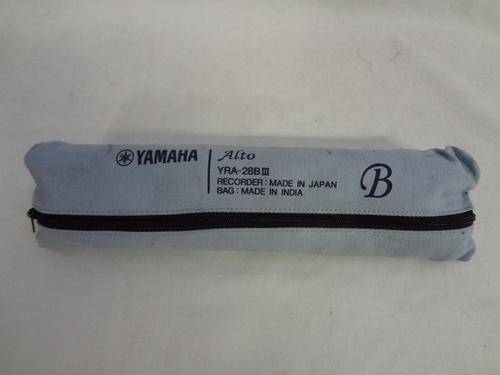 YAMAHA
Alto
YRA-28BIII
RECORDER: MADE IN JAPAN
BAG: MADE IN INDIA
B